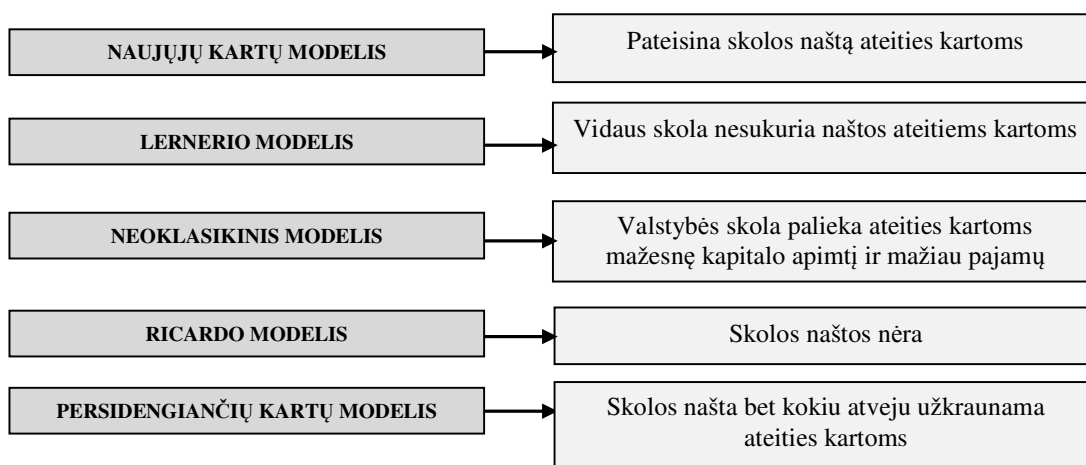 NAUJŲJŲ KARTŲ MODELIS
Pateisina skolos naštą ateities kartoms
LERNERIO MODELIS
Vidaus skola nesukuria naštos ateitiems kartoms
NEOKLASIKINIS MODELIS
Valstybės skola palieka ateities kartoms
mažesnę kapitalo apimtį ir mažiau pajamų
RICARDO MODELIS
Skolos naštos nėra
PERSIDENGIANČIŲ KARTŲ MODELIS
Skolos našta bet kokiu atveju užkraunama
ateities kartoms